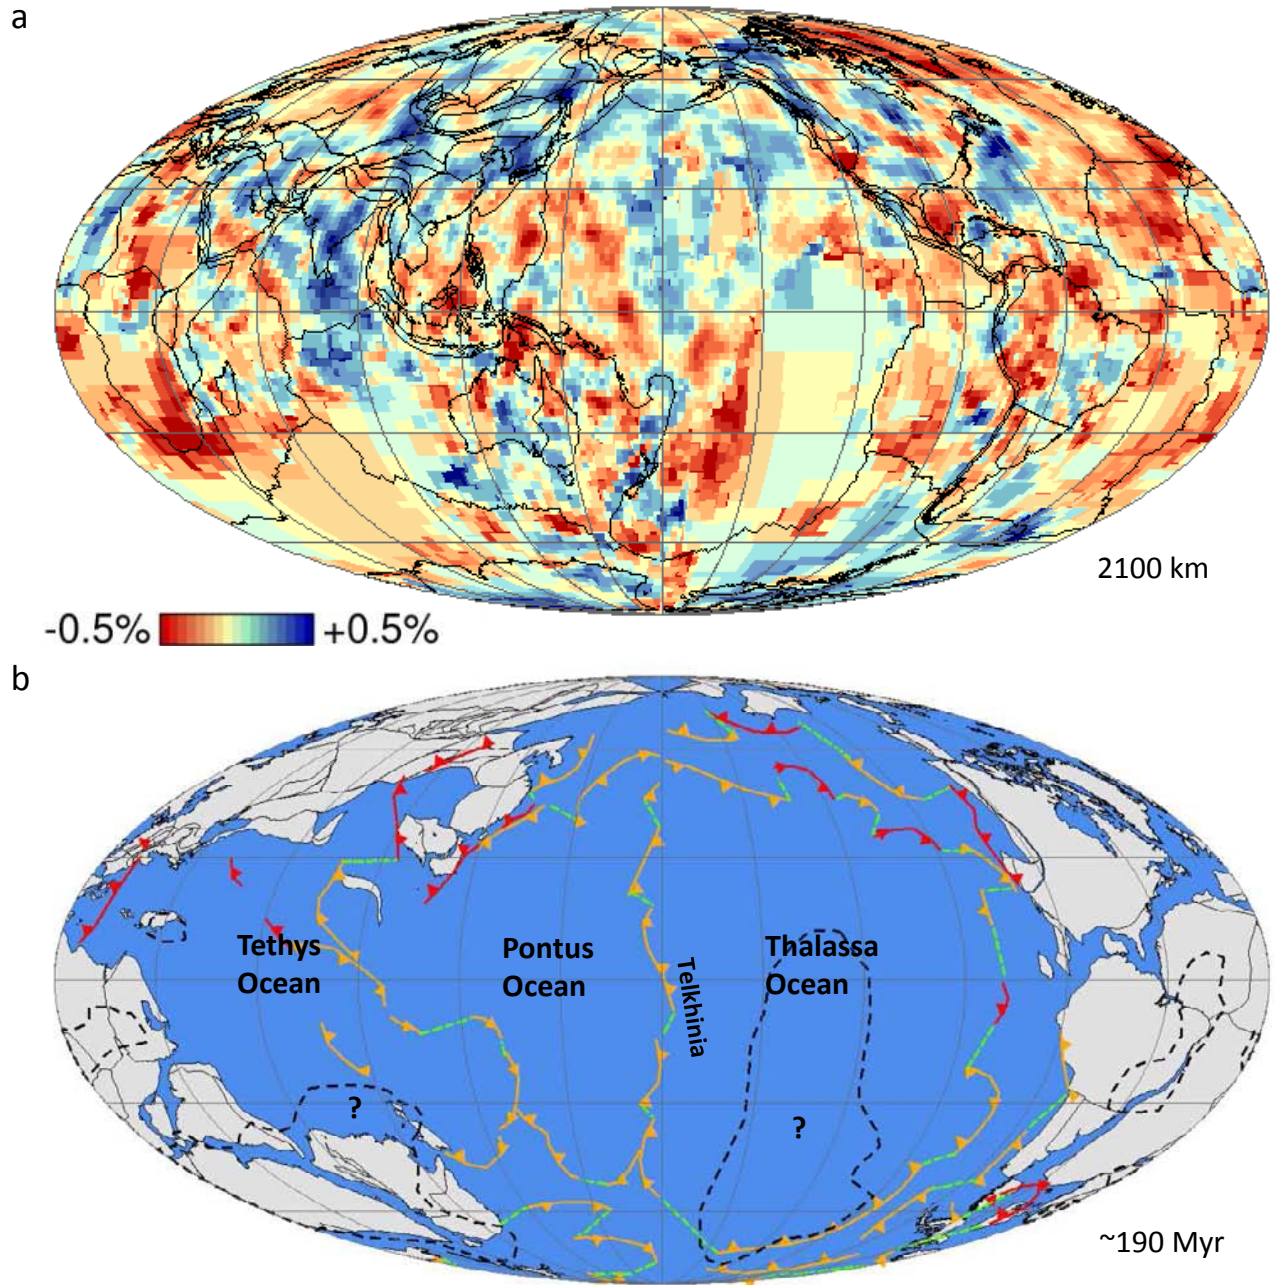 a
2100 km
-0.5% +0.5%
b
Tethys
Ocean
Pontus
Ocean
Thalassa
Ocean
Telkhinia
?
?
~190 Myr